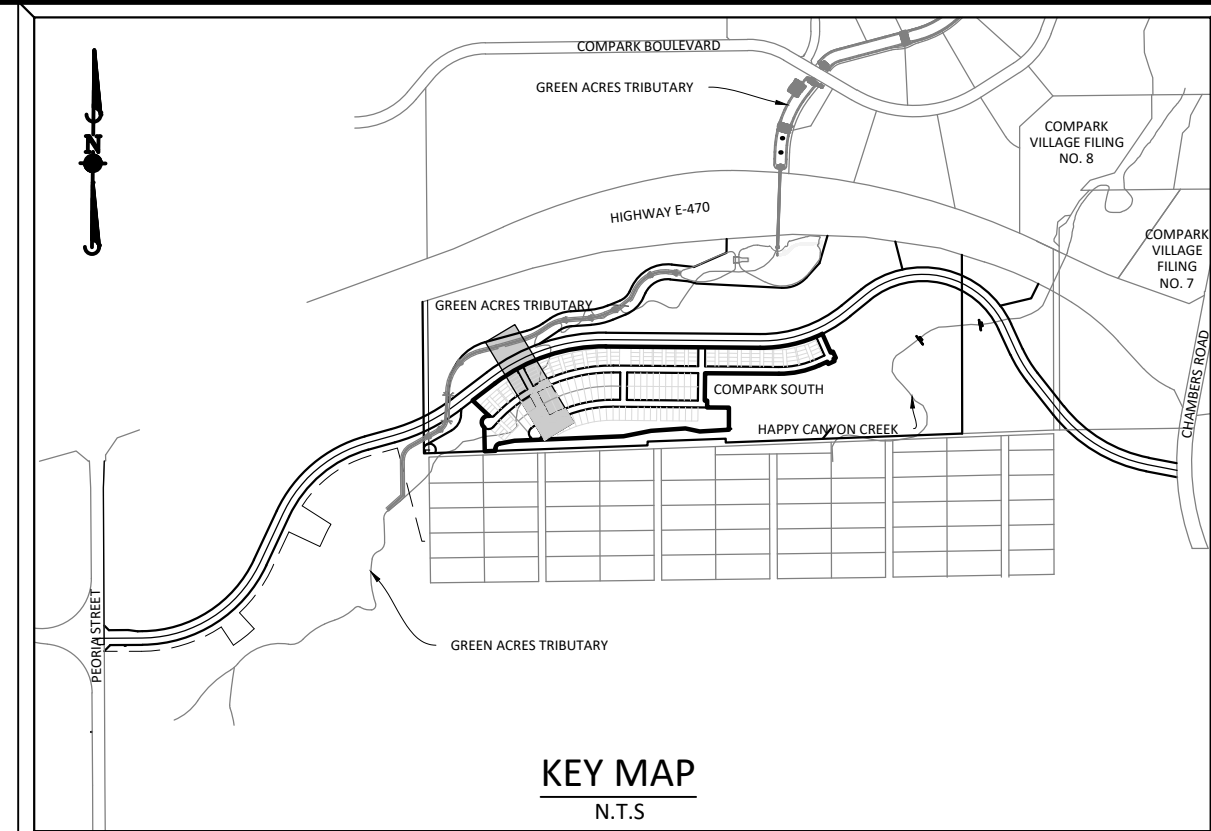 COMPARK BOULEVARD
GREEN ACRES TRIBUTARY
N
COMPARK
VILLAGE FILING
NO. 8
HIGHWAY E-470
COMPARK
VILLAGE
FILING
NO. 7
GREEN ACRES TRIBUTARY
CHAMBERS ROAD
COMPARK SOUTH
HAPPY CANYON CREEK
PEORIA STREET
GREEN ACRES TRIBUTARY
KEY MAP
N.T.S